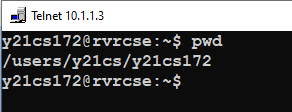 Telnet 10.1.1.3
y21cs172@rvrcse:~$ pwd
/users/y21cs/y21cs172
y21cs172@rvrcse:~$